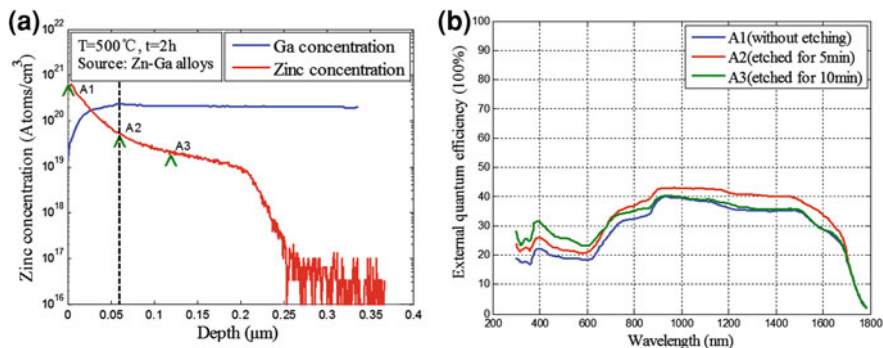 (a)
10²²
10²¹
10²⁰
10¹⁹
10¹⁸
10¹⁷
10¹⁶
Zinc concentration (Atoms/cm³)
T=500℃, t=2h
Source: Zn-Ga alloys
Ga concentration
Zinc concentration
A1
A2
A3
0 0.05 0.1 0.15 0.2 0.25 0.3 0.35 0.4
Depth (μm)
(b)
100
90
80
70
60
50
40
30
20
10
0
External quantum efficiency (100%)
A1(without etching)
A2(etched for 5min)
A3(etched for 10min)
200 400 600 800 1000 1200 1400 1600 1800
Wavelength (nm)